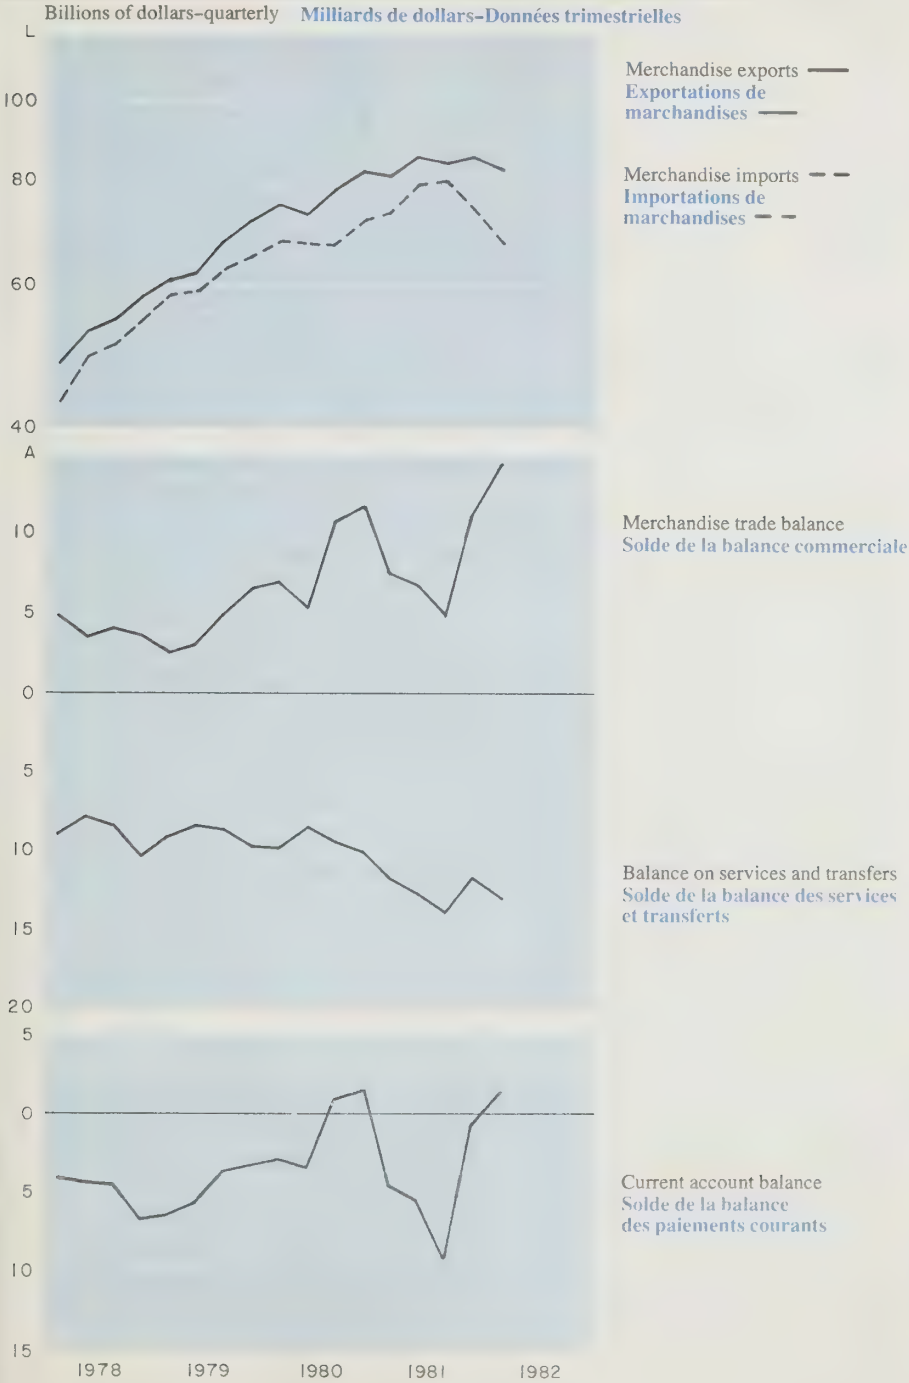 Billions of dollars–quarterly Milliards de dollars–Données trimestrielles
L
Merchandise exports
Exportations de
marchandises
Merchandise imports
Importations de
marchandises
100
80
60
40
A
10
5
0
5
10
15
20
Merchandise trade balance
Solde de la balance commerciale
Balance on services and transfers
Solde de la balance des services
et transferts
5
0
5
10
15
Current account balance
Solde de la balance
des paiements courants
1978 1979 1980 1981 1982